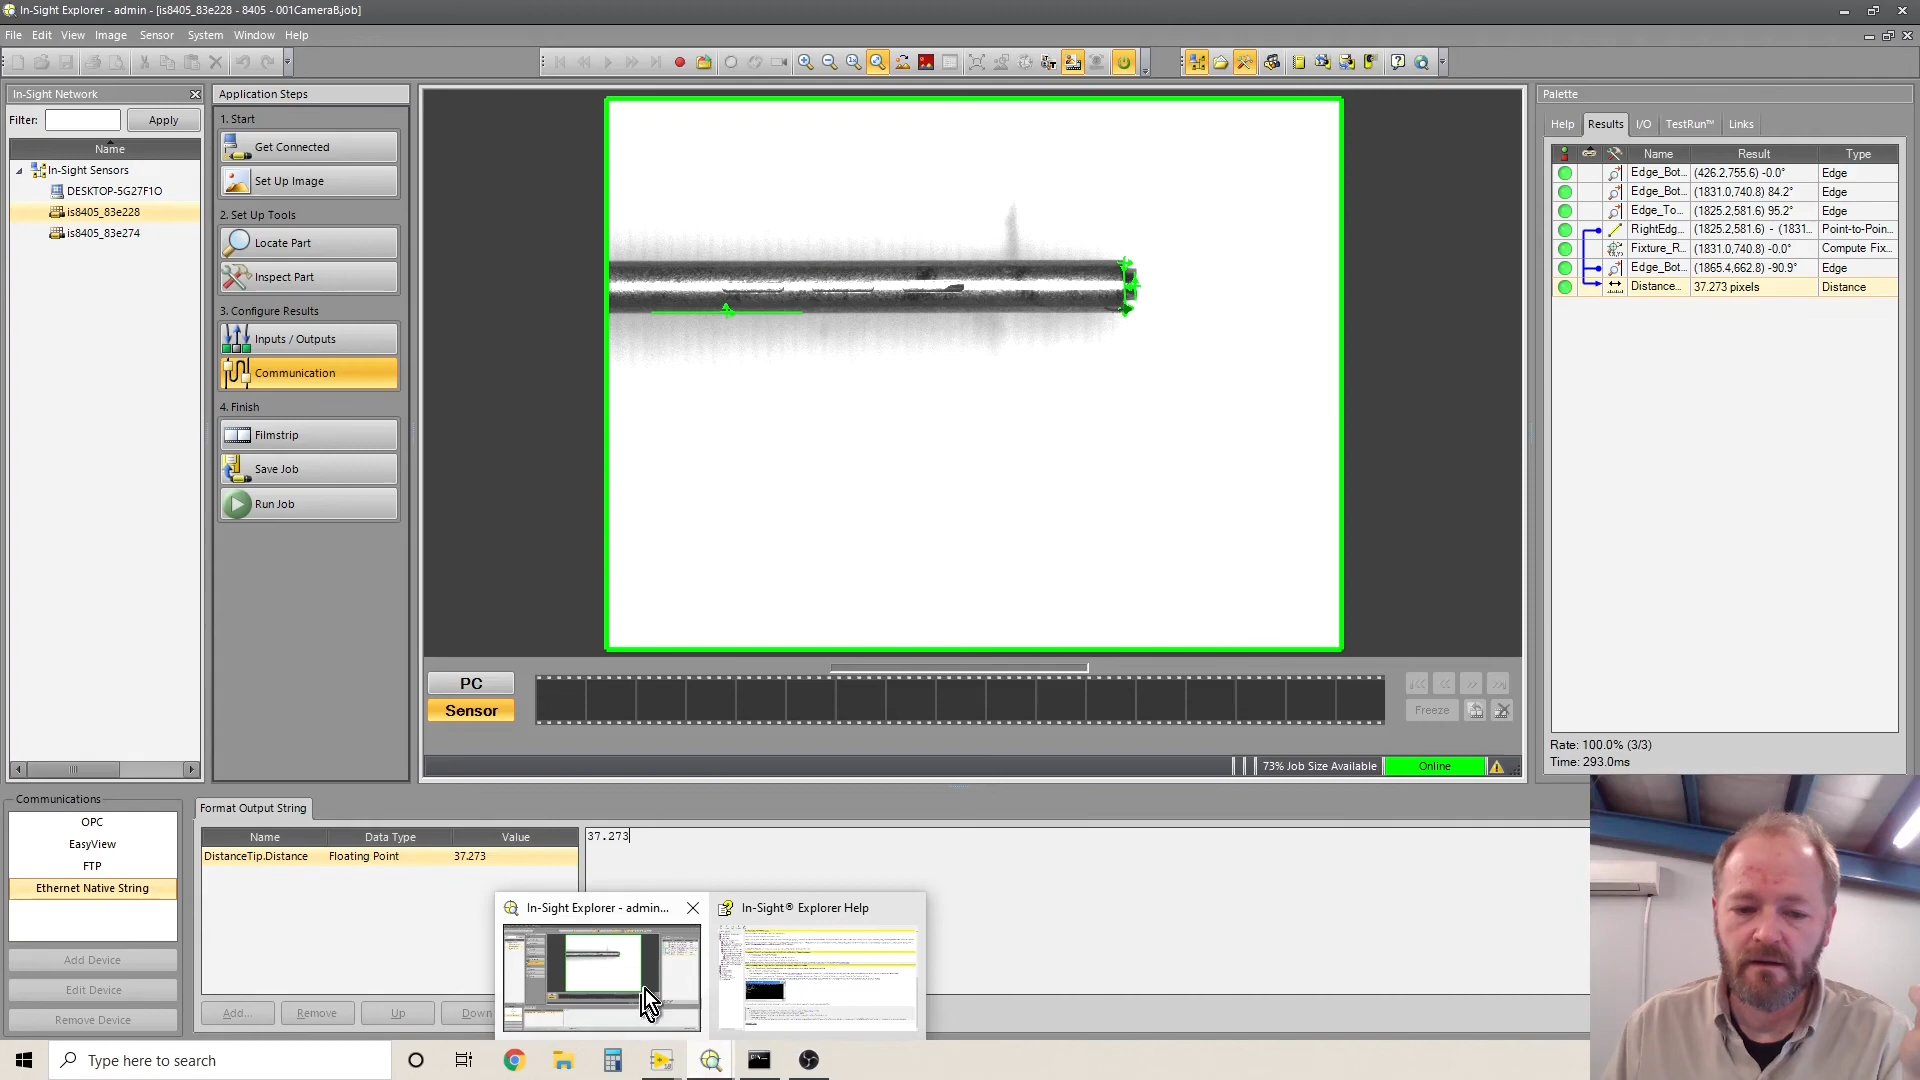 In-Sight Explorer - admin - [is8405_83e228 - 8405 - 001CameraB.job]
File Edit View Image Sensor System Window Help
In-Sight Network
Filter: Apply
Name
In-Sight Sensors
DESKTOP-5G27F1O
is8405_83e228
is8405_83e274
Application Steps
1. Start
Get Connected
Set Up Image
2. Set Up Tools
Locate Part
Inspect Part
3. Configure Results
Inputs / Outputs
Communication
4. Finish
Filmstrip
Save Job
Run Job
PC
Sensor
Freeze
73% Job Size Available Online
Palette
Help Results I/O TestRun™ Links
Name Result Type
Edge_Bot... (426.2,755.6) -0.0° Edge
Edge_Bot... (1831.0,740.8) 84.2° Edge
Edge_To... (1825.2,581.6) 95.2° Edge
RightEdg... (1825.2,581.6) - (1831... Point-to-Poin...
Fixture_R... (1831.0,740.8) -0.0° Compute Fix...
Edge_Bot... (1865.4,662.8) -90.9° Edge
Distance... 37.273 pixels Distance
Rate: 100.0% (3/3)
Time: 293.0ms
Communications
OPC
EasyView
FTP
Ethernet Native String
Add Device
Edit Device
Remove Device
Format Output String
Name Data Type Value
DistanceTip.Distance Floating Point 37.273
37.273
Add... Remove Up Down
In-Sight Explorer - admin...
In-Sight® Explorer Help
Type here to search